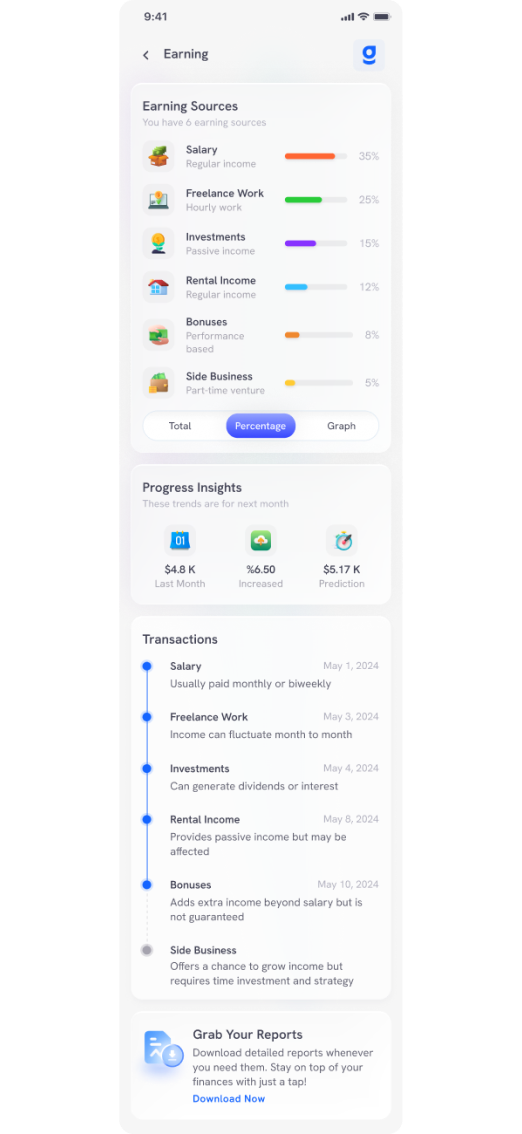 9:41
Earning
g
Earning Sources
You have 6 earning sources
Salary
Regular income
35%
Freelance Work
Hourly work
25%
Investments
Passive income
15%
Rental Income
Regular income
12%
Bonuses
Performance
based
8%
Side Business
Part-time venture
5%
Total
Percentage
Graph
Progress Insights
These trends are for next month
01
$4.8 K
Last Month
%6.50
Increased
$5.17 K
Prediction
Transactions
Salary
May 1, 2024
Usually paid monthly or biweekly
Freelance Work
May 3, 2024
Income can fluctuate month to month
Investments
May 4, 2024
Can generate dividends or interest
Rental Income
May 8, 2024
Provides passive income but may be
affected
Bonuses
May 10, 2024
Adds extra income beyond salary but is
not guaranteed
Side Business
Offers a chance to grow income but
requires time investment and strategy
Grab Your Reports
Download detailed reports whenever
you need them. Stay on top of your
finances with just a tap!
Download Now